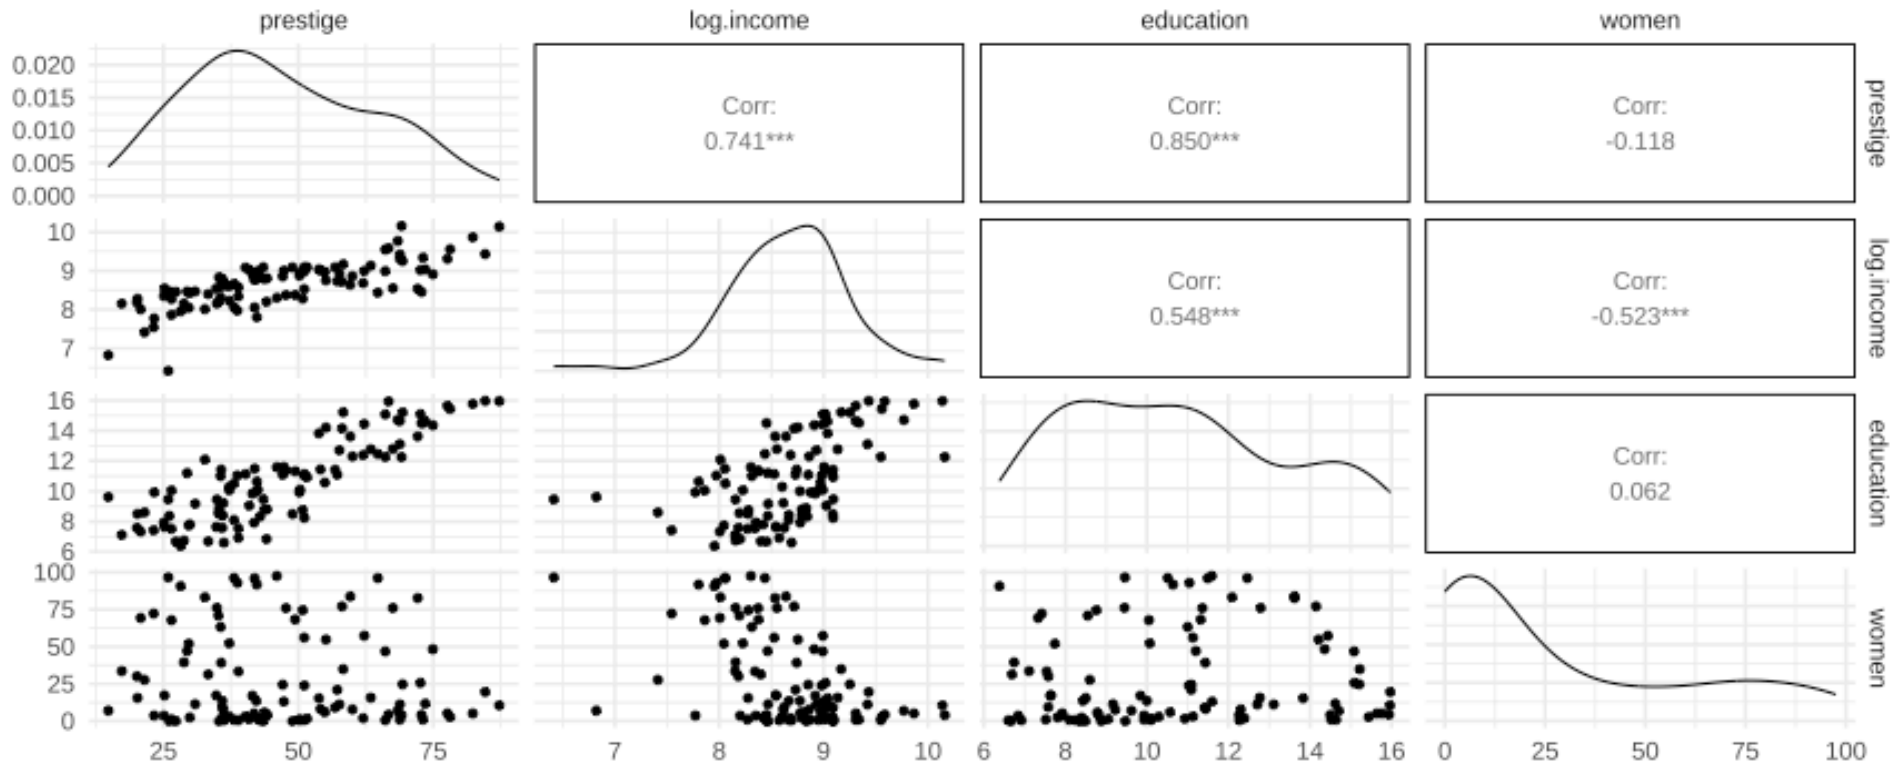 prestige log.income education women
0.020
0.015
0.010
0.005
0.000
Corr:
0.741***
Corr:
0.850***
Corr:
-0.118
prestige
10
9
8
7
Corr:
0.548***
Corr:
-0.523***
log.income
16
14
12
10
8
6
Corr:
0.062
education
100
75
50
25
0
women
25 50 75 7 8 9 10 6 8 10 12 14 16 0 25 50 75 100